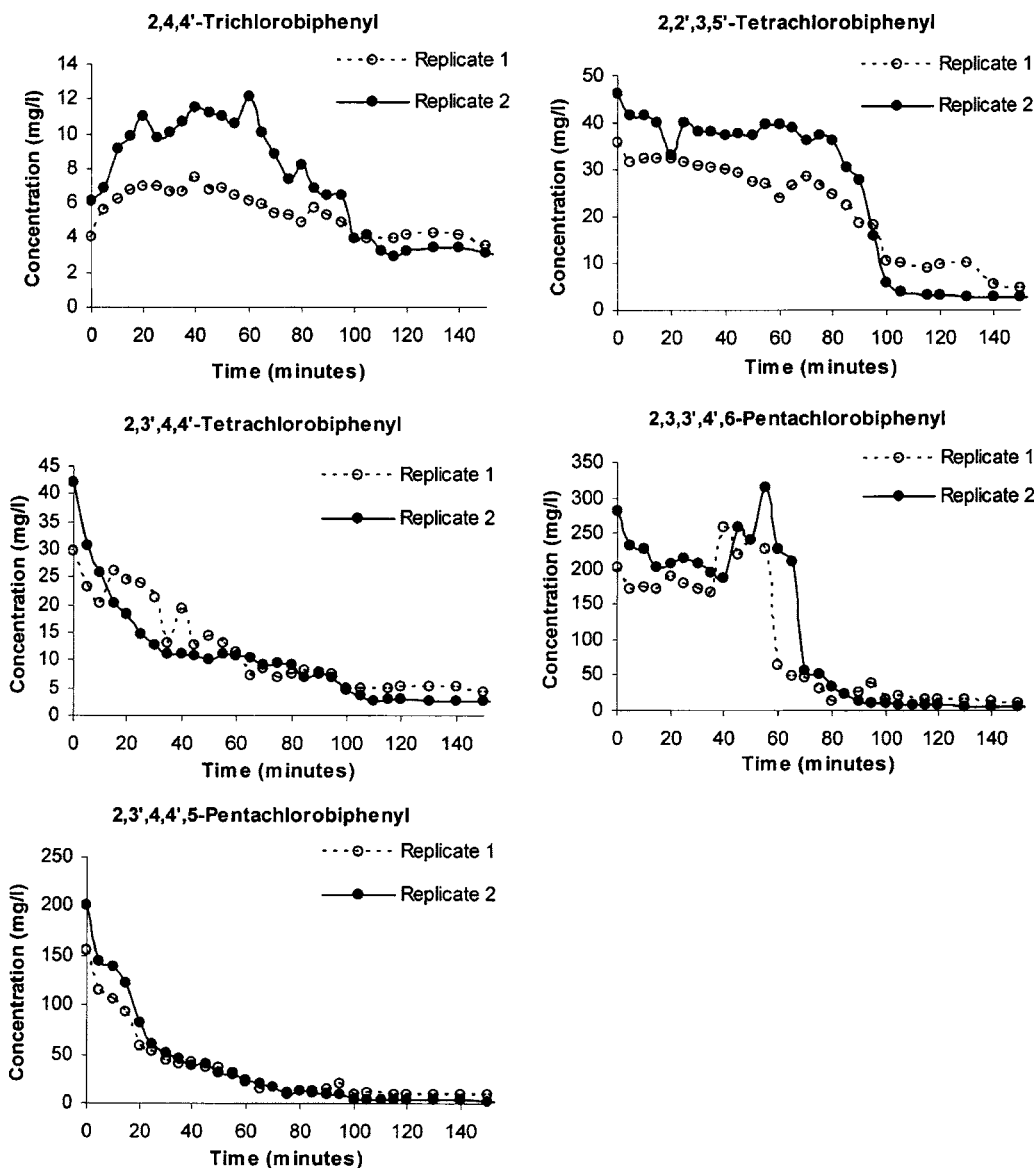 2,4,4'-Trichlorobiphenyl
Replicate 1
Replicate 2
Concentration (mg/l)
14
12
10
8
6
4
2
0
0 20 40 60 80 100 120 140
Time (minutes)
2,2',3,5'-Tetrachlorobiphenyl
Replicate 1
Replicate 2
Concentration (mg/l)
50
40
30
20
10
0
0 20 40 60 80 100 120 140
Time (minutes)
2,3',4,4'-Tetrachlorobiphenyl
Replicate 1
Replicate 2
Concentration (mg/l)
45
40
35
30
25
20
15
10
5
0
0 20 40 60 80 100 120 140
Time (minutes)
2,3,3',4',6-Pentachlorobiphenyl
Replicate 1
Replicate 2
Concentration (mg/l)
350
300
250
200
150
100
50
0
0 20 40 60 80 100 120 140
Time (minutes)
2,3',4,4',5-Pentachlorobiphenyl
Replicate 1
Replicate 2
Concentration (mg/l)
250
200
150
100
50
0
0 20 40 60 80 100 120 140
Time (minutes)